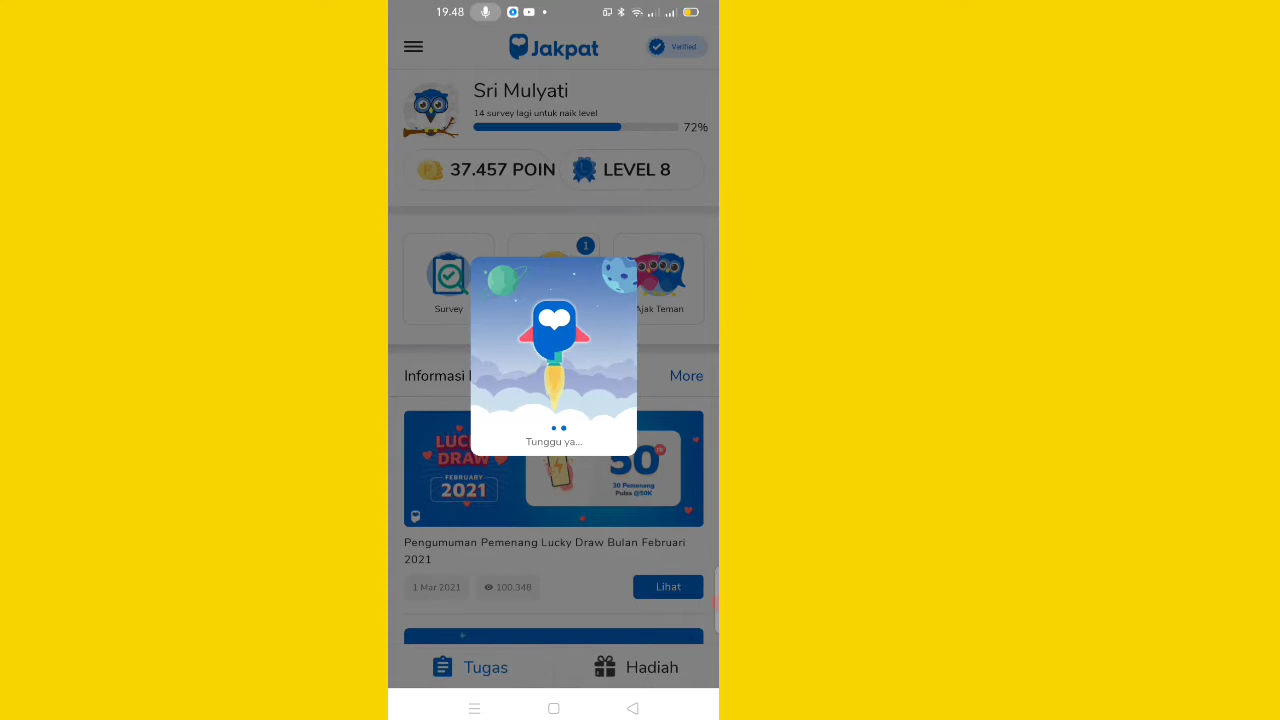 19.48
Jakpat
Verified
Sri Mulyati
14 survey lagi untuk naik level
72%
37.457 POIN
LEVEL 8
1
Survey
Ajak Teman
Informasi
More
LUC
DRAW
FEBRUARY
2021
50
30 Pemenang
Pulsa @50K
Tunggu ya...
Pengumuman Pemenang Lucky Draw Bulan Februari
2021
1 Mar 2021
100,348
Lihat
Tugas
Hadiah